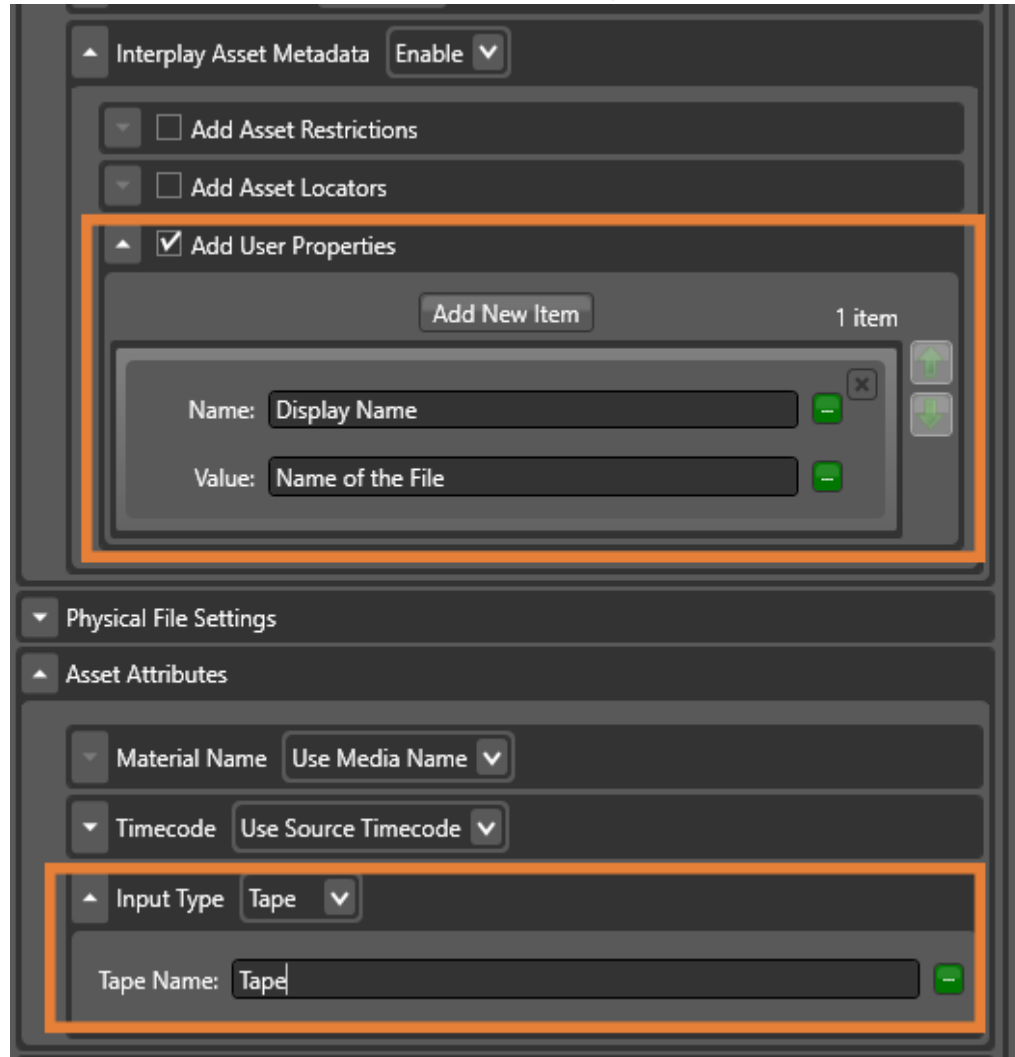 Interplay Asset Metadata Enable
Add Asset Restrictions
Add Asset Locators
Add User Properties
Add New Item 1 item
Name: Display Name
Value: Name of the File
Physical File Settings
Asset Attributes
Material Name Use Media Name
Timecode Use Source Timecode
Input Type Tape
Tape Name: Tape